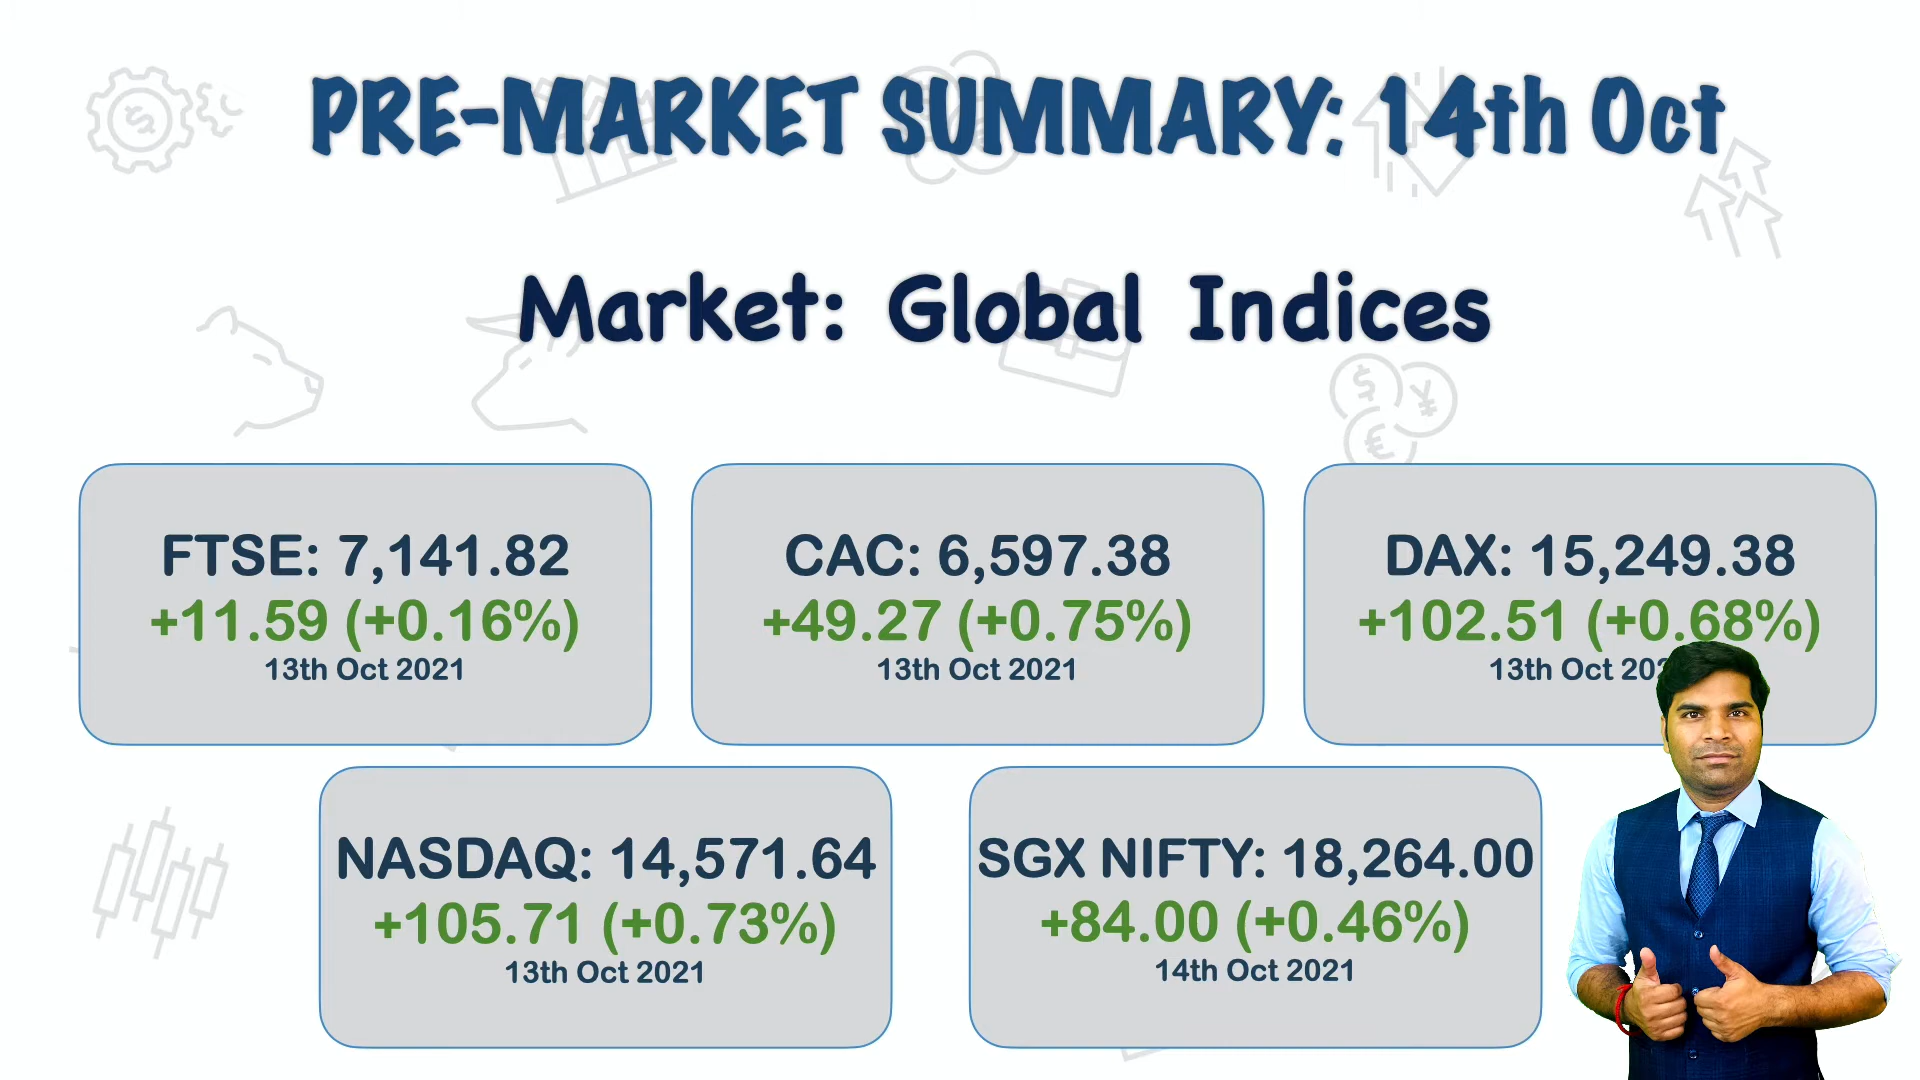 PRE-MARKET SUMMARY: 14th Oct
Market: Global Indices
FTSE: 7,141.82
+11.59 (+0.16%)
13th Oct 2021
CAC: 6,597.38
+49.27 (+0.75%)
13th Oct 2021
DAX: 15,249.38
+102.51 (+0.68%)
13th Oct
NASDAQ: 14,571.64
+105.71 (+0.73%)
13th Oct 2021
SGX NIFTY: 18,264.00
+84.00 (+0.46%)
14th Oct 2021